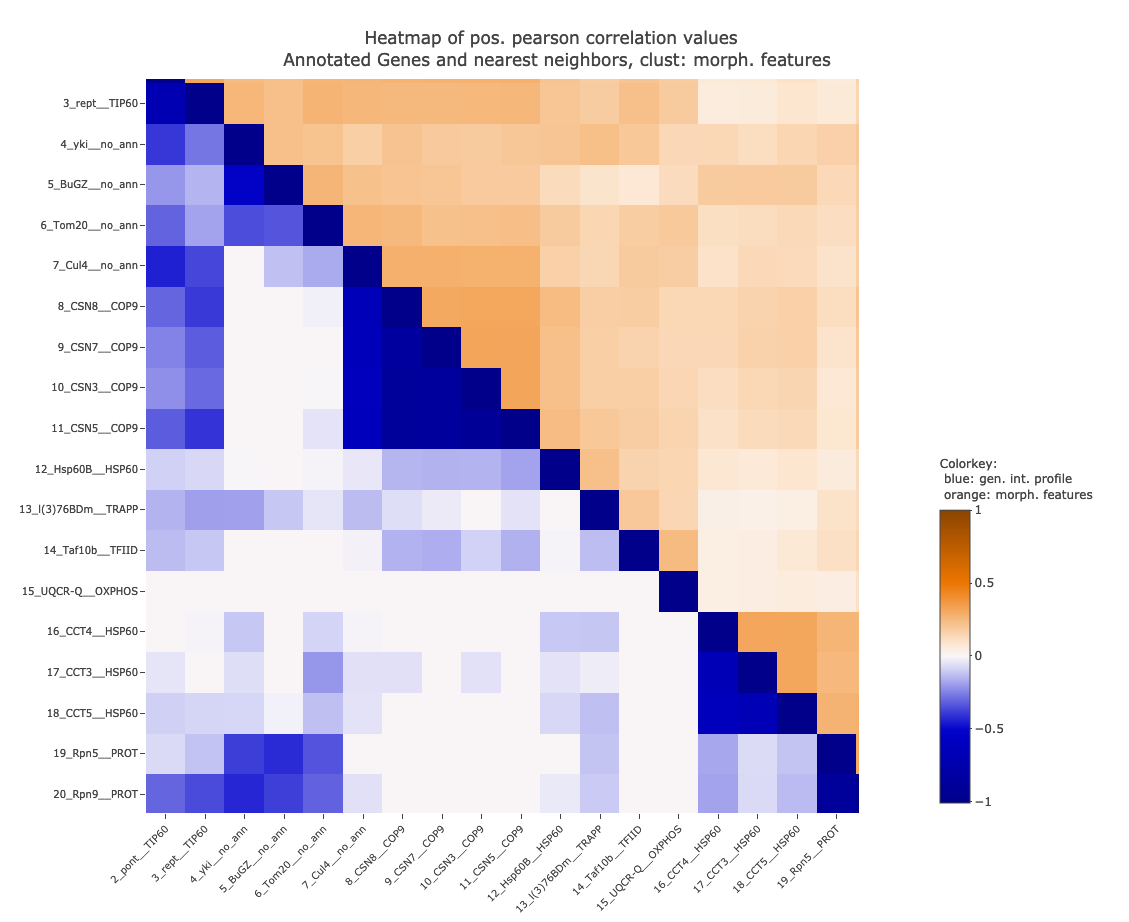 Heatmap of pos. pearson correlation values
Annotated Genes and nearest neighbors, clust: morph. features
3_rept__TIP60
4_yki__no_ann
5_BuGZ__no_ann
6_Tom20__no_ann
7_Cul4__no_ann
8_CSN8__COP9
9_CSN7__COP9
10_CSN3__COP9
11_CSN5__COP9
12_Hsp60B__HSP60
13_l(3)76BDm__TRAPP
14_Taf10b__TFIID
15_UQCR-Q__OXPHOS
16_CCT4__HSP60
17_CCT3__HSP60
18_CCT5__HSP60
19_Rpn5__PROT
20_Rpn9__PROT
2_pont__TIP60
3_rept__TIP60
4_yki__no_ann
5_BuGZ__no_ann
6_Tom20__no_ann
7_Cul4__no_ann
8_CSN8__COP9
9_CSN7__COP9
10_CSN3__COP9
11_CSN5__COP9
12_Hsp60B__HSP60
13_l(3)76BDm__TRAPP
14_Taf10b__TFIID
15_UQCR-Q__OXPHOS
16_CCT4__HSP60
17_CCT3__HSP60
18_CCT5__HSP60
19_Rpn5__PROT
Colorkey:
blue: gen. int. profile
orange: morph. features
1
0.5
0
−0.5
−1